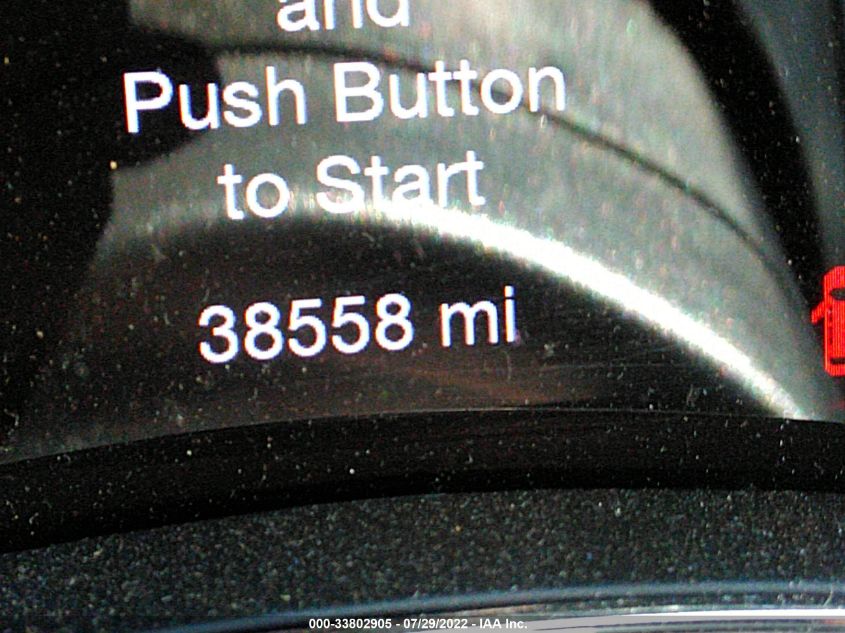 and
Push Button
to Start
38558 mi
000-33802905 - 07/29/2022 - IAA Inc.